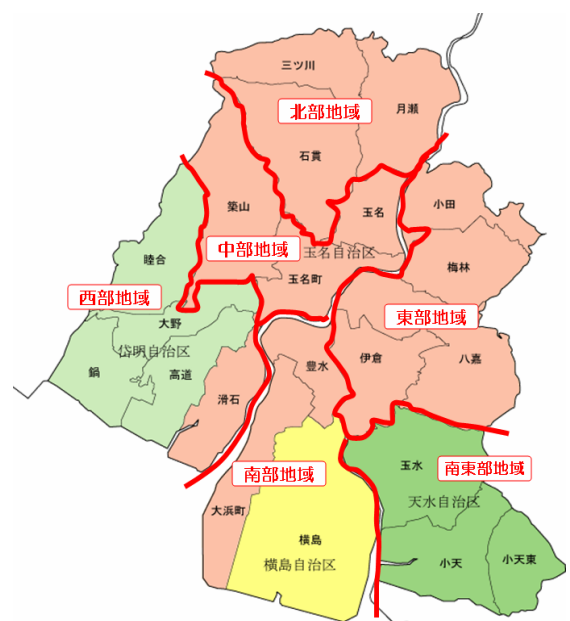 三ツ川
北部地域
月瀬
石貫
築山
玉名
小田
中部地域
玉名自治区
睦合
梅林
玉名町
西部地域
大野
東部地域
岱明自治区
伊倉
八嘉
豊水
鍋
高道
滑石
南部地域
玉水
南東部地域
天水自治区
大浜町
横島
横島自治区
小天
小天東